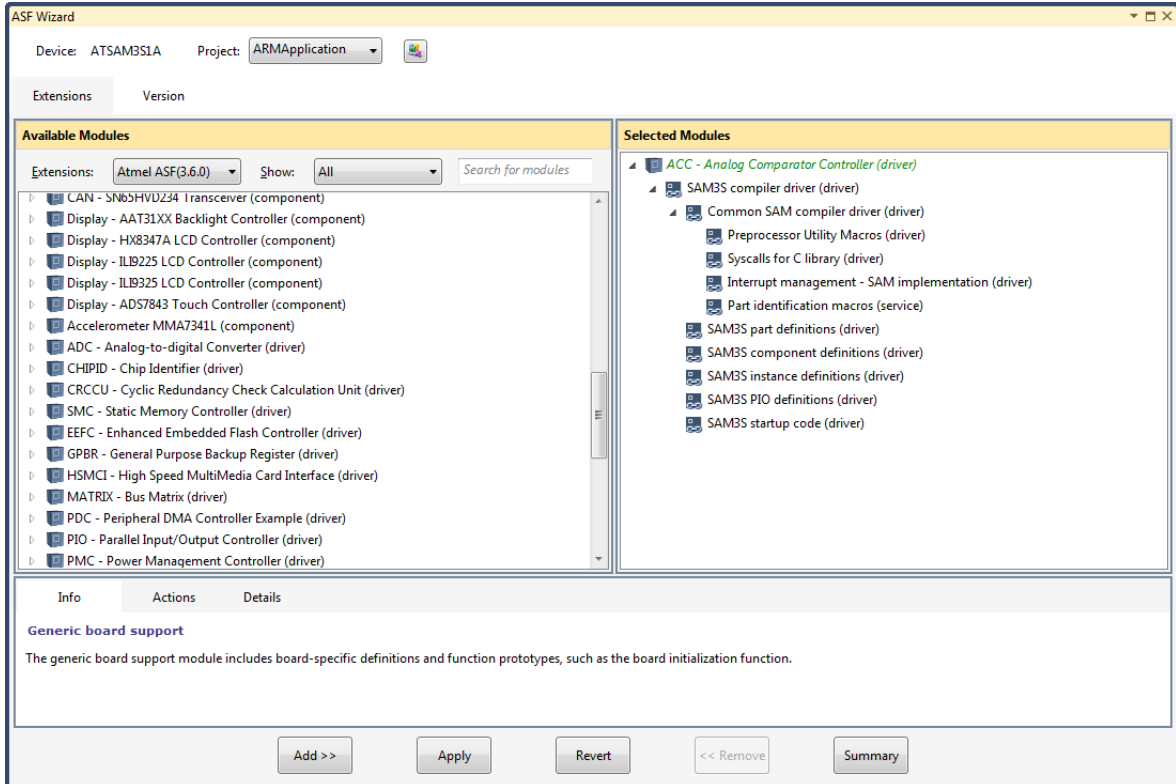 ASF Wizard
Device: ATSAM3S1A Project: ARMApplication
Extensions Version
Available Modules
Extensions: Atmel ASF(3.6.0) Show: All Search for modules
CAN - SN65HVD234 Transceiver (component)
Display - AAT31XX Backlight Controller (component)
Display - HX8347A LCD Controller (component)
Display - ILI9225 LCD Controller (component)
Display - ILI9325 LCD Controller (component)
Display - ADS7843 Touch Controller (component)
Accelerometer MMA7341L (component)
ADC - Analog-to-digital Converter (driver)
CHIPID - Chip Identifier (driver)
CRCCU - Cyclic Redundancy Check Calculation Unit (driver)
SMC - Static Memory Controller (driver)
EEFC - Enhanced Embedded Flash Controller (driver)
GPBR - General Purpose Backup Register (driver)
HSMCI - High Speed MultiMedia Card Interface (driver)
MATRIX - Bus Matrix (driver)
PDC - Peripheral DMA Controller Example (driver)
PIO - Parallel Input/Output Controller (driver)
PMC - Power Management Controller (driver)
Selected Modules
ACC - Analog Comparator Controller (driver)
SAM3S compiler driver (driver)
Common SAM compiler driver (driver)
Preprocessor Utility Macros (driver)
Syscalls for C library (driver)
Interrupt management - SAM implementation (driver)
Part identification macros (service)
SAM3S part definitions (driver)
SAM3S component definitions (driver)
SAM3S instance definitions (driver)
SAM3S PIO definitions (driver)
SAM3S startup code (driver)
Info Actions Details
Generic board support
The generic board support module includes board-specific definitions and function prototypes, such as the board initialization function.
Add >> Apply Revert << Remove Summary